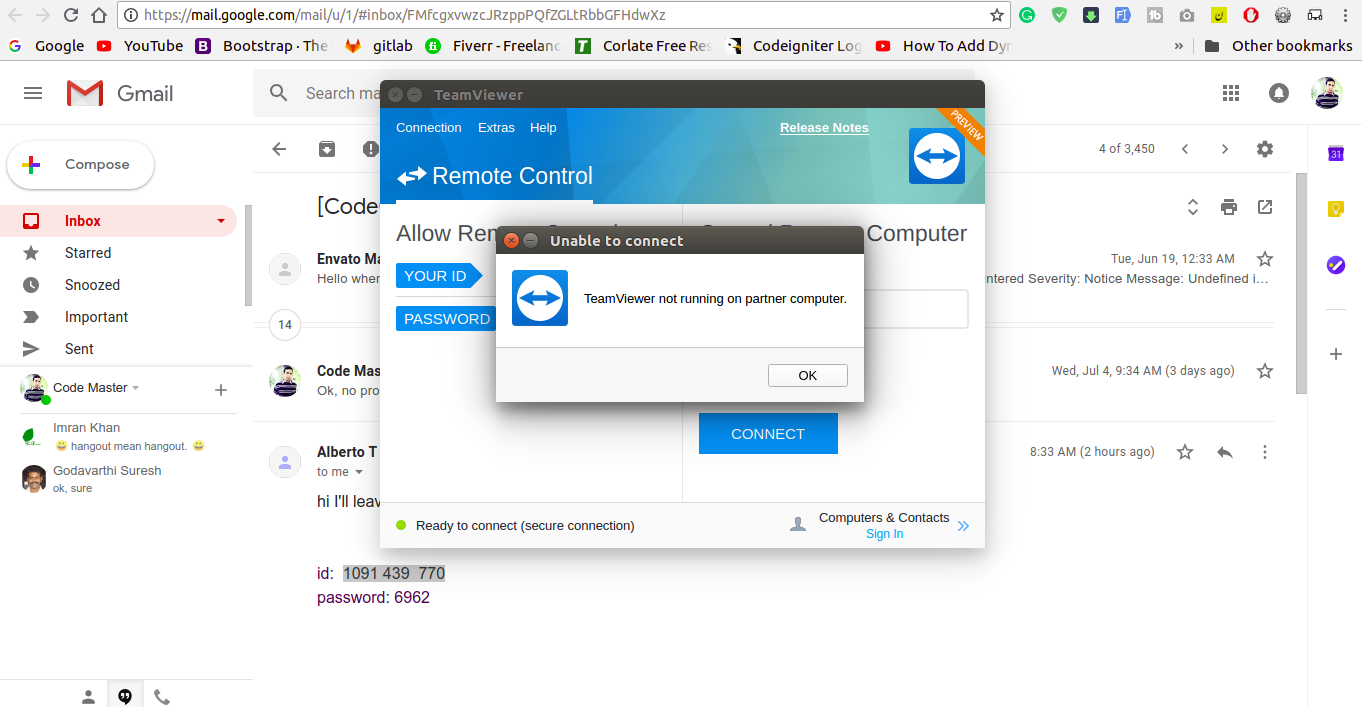 https://mail.google.com/mail/u/1/#inbox/FMfcgxvwzcJRzppPQfZGLtRbbGFHdwXz
Google
YouTube
Bootstrap · The
gitlab
Fiverr - Freelanc
Corlate Free Res
Codeigniter Log
How To Add Dyn
»
Other bookmarks
Gmail
Search ma
Compose
4 of 3,450
Inbox
Starred
Snoozed
Important
Sent
Code Master
Imran Khan
hangout mean hangout.
Godavarthi Suresh
ok, sure
[Code
Envato Ma
Tue, Jun 19, 12:33 AM
Hello when
ntered Severity: Notice Message: Undefined i…
14
Code Mas
Wed, Jul 4, 9:34 AM (3 days ago)
Ok, no pro
Alberto T
8:33 AM (2 hours ago)
to me
hi I'll leav
id: 1091 439 770
password: 6962
TeamViewer
Connection
Extras
Help
Release Notes
PREVIEW
Remote Control
Allow Rem
Computer
YOUR ID
PASSWORD
CONNECT
Ready to connect (secure connection)
Computers & Contacts
Sign In
Unable to connect
TeamViewer not running on partner computer.
OK
31